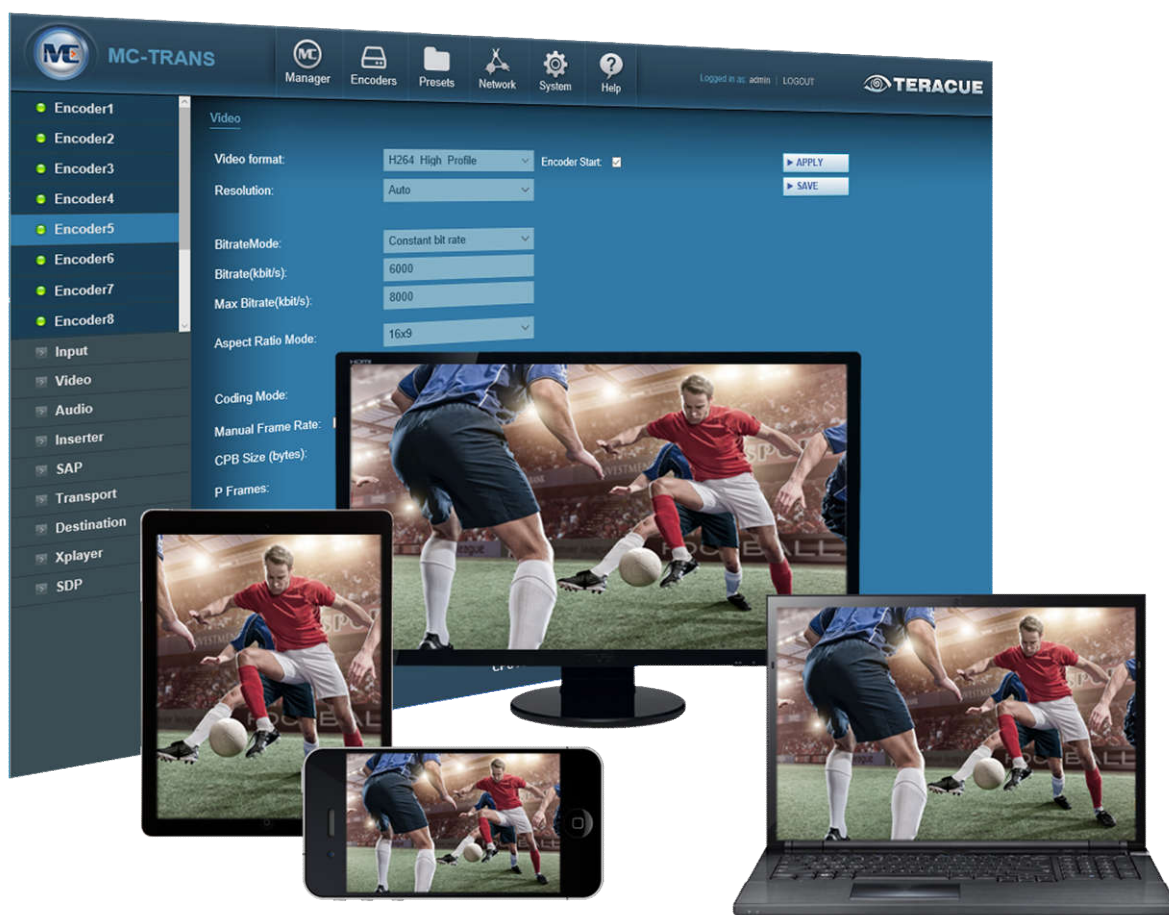 MC
MC-TRANS
MC
Manager
Encoders
Presets
Network
System
?
Help
Logged in as: admin | LOGOUT
TERACUE
Encoder1
Encoder2
Encoder3
Encoder4
Encoder5
Encoder6
Encoder7
Encoder8
Input
Video
Audio
Inserter
SAP
Transport
Destination
Xplayer
SDP
Video
Video format:
H264 High Profile
Encoder Start:
APPLY
Resolution:
Auto
SAVE
BitrateMode:
Constant bit rate
Bitrate(kbit/s):
6000
Max Bitrate(kbit/s):
8000
Aspect Ratio Mode:
16x9
Coding Mode:
Manual Frame Rate:
CPB Size (bytes):
P Frames:
HDMI